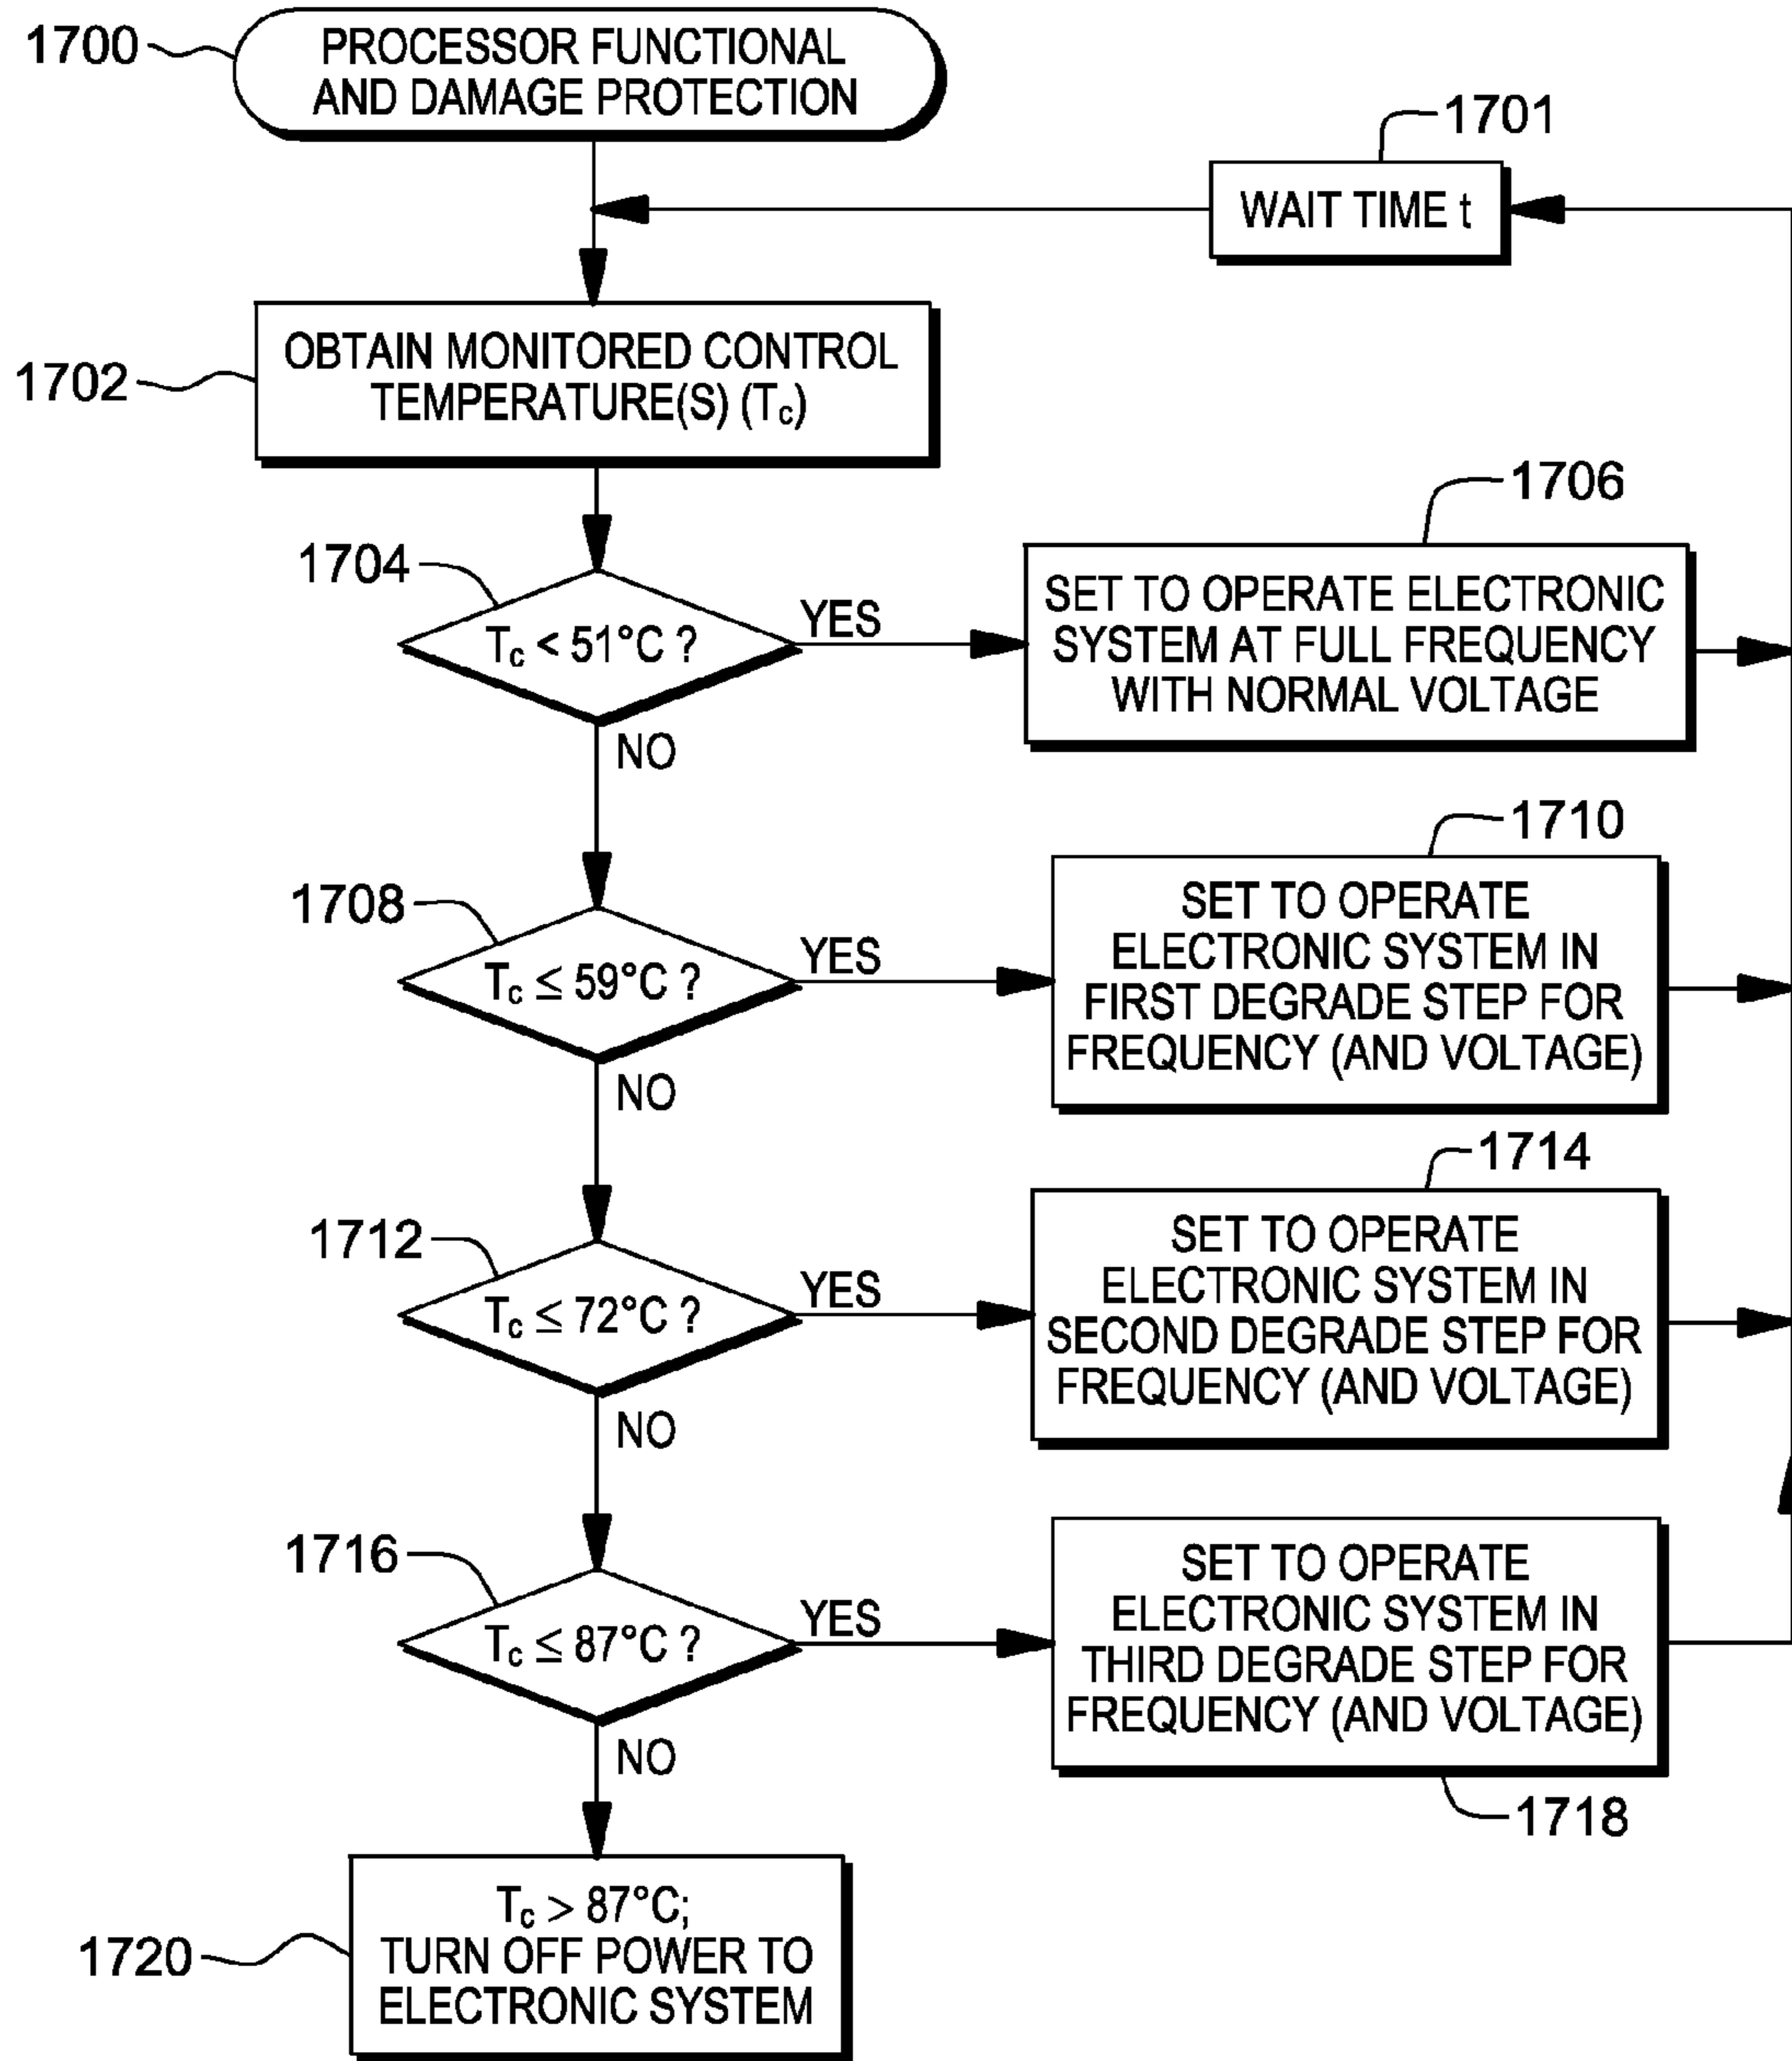 1700
PROCESSOR FUNCTIONAL
AND DAMAGE PROTECTION
1701
WAIT TIME t
1702
OBTAIN MONITORED CONTROL
TEMPERATURE(S) (Tc)
1704
Tc < 51°C ?
YES
NO
1706
SET TO OPERATE ELECTRONIC
SYSTEM AT FULL FREQUENCY
WITH NORMAL VOLTAGE
1708
Tc ≤ 59°C ?
YES
NO
1710
SET TO OPERATE
ELECTRONIC SYSTEM IN
FIRST DEGRADE STEP FOR
FREQUENCY (AND VOLTAGE)
1712
Tc ≤ 72°C ?
YES
NO
1714
SET TO OPERATE
ELECTRONIC SYSTEM IN
SECOND DEGRADE STEP FOR
FREQUENCY (AND VOLTAGE)
1716
Tc ≤ 87°C ?
YES
NO
SET TO OPERATE
ELECTRONIC SYSTEM IN
THIRD DEGRADE STEP FOR
FREQUENCY (AND VOLTAGE)
1718
1720
Tc > 87°C;
TURN OFF POWER TO
ELECTRONIC SYSTEM